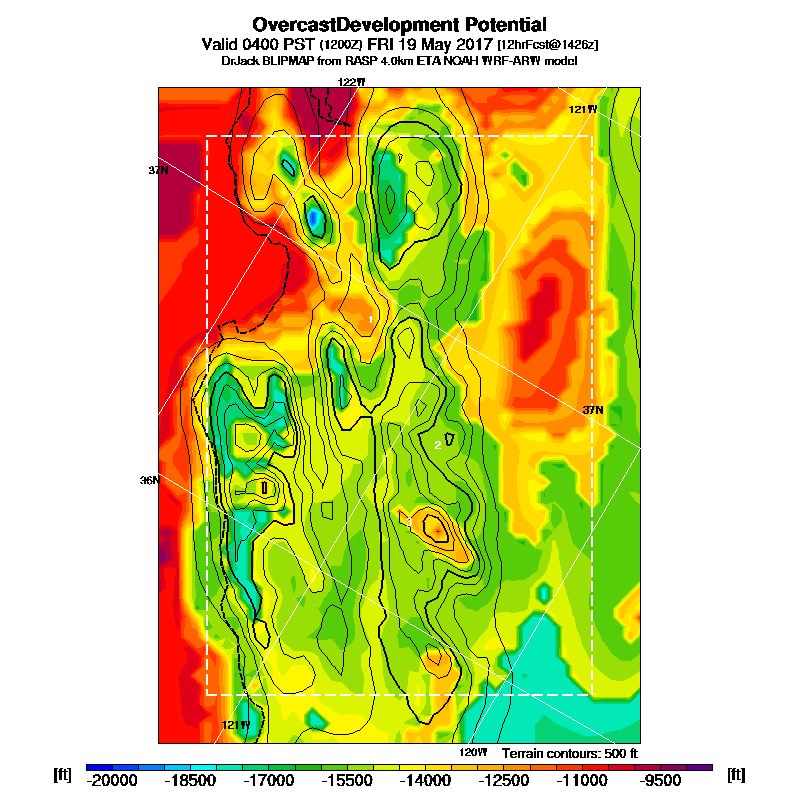 OvercastDevelopment Potential
Valid 0400 PST (1200Z) FRI 19 May 2017 [12hrFcst@1426z]
DrJack BLIPMAP from RASP 4.0km ETA NOAH WRF-ARW model
122W
121W
37N
1
37N
2
36N
3
121W
120W
Terrain contours: 500 ft
[ft] -20000 -18500 -17000 -15500 -14000 -12500 -11000 -9500 [ft]